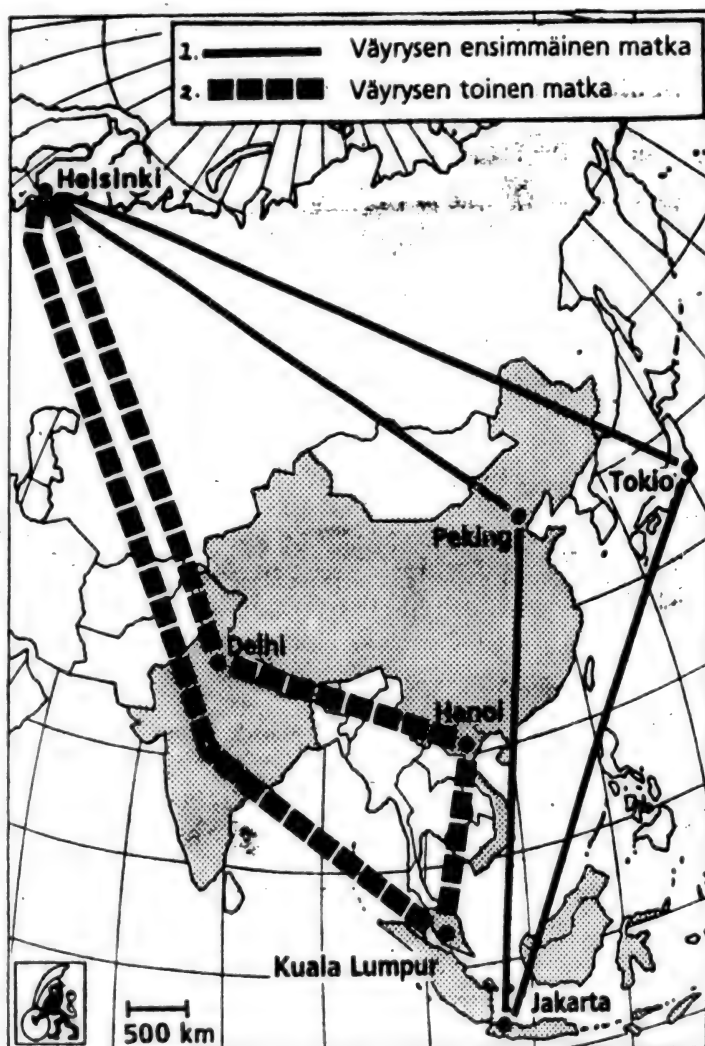 1. Väyrysen ensimmäinen matka
2. Väyrysen toinen matka
Helsinki
Tokio
Peking
Delhi
Hanoi
Kuala Lumpur
Jakarta
500 km